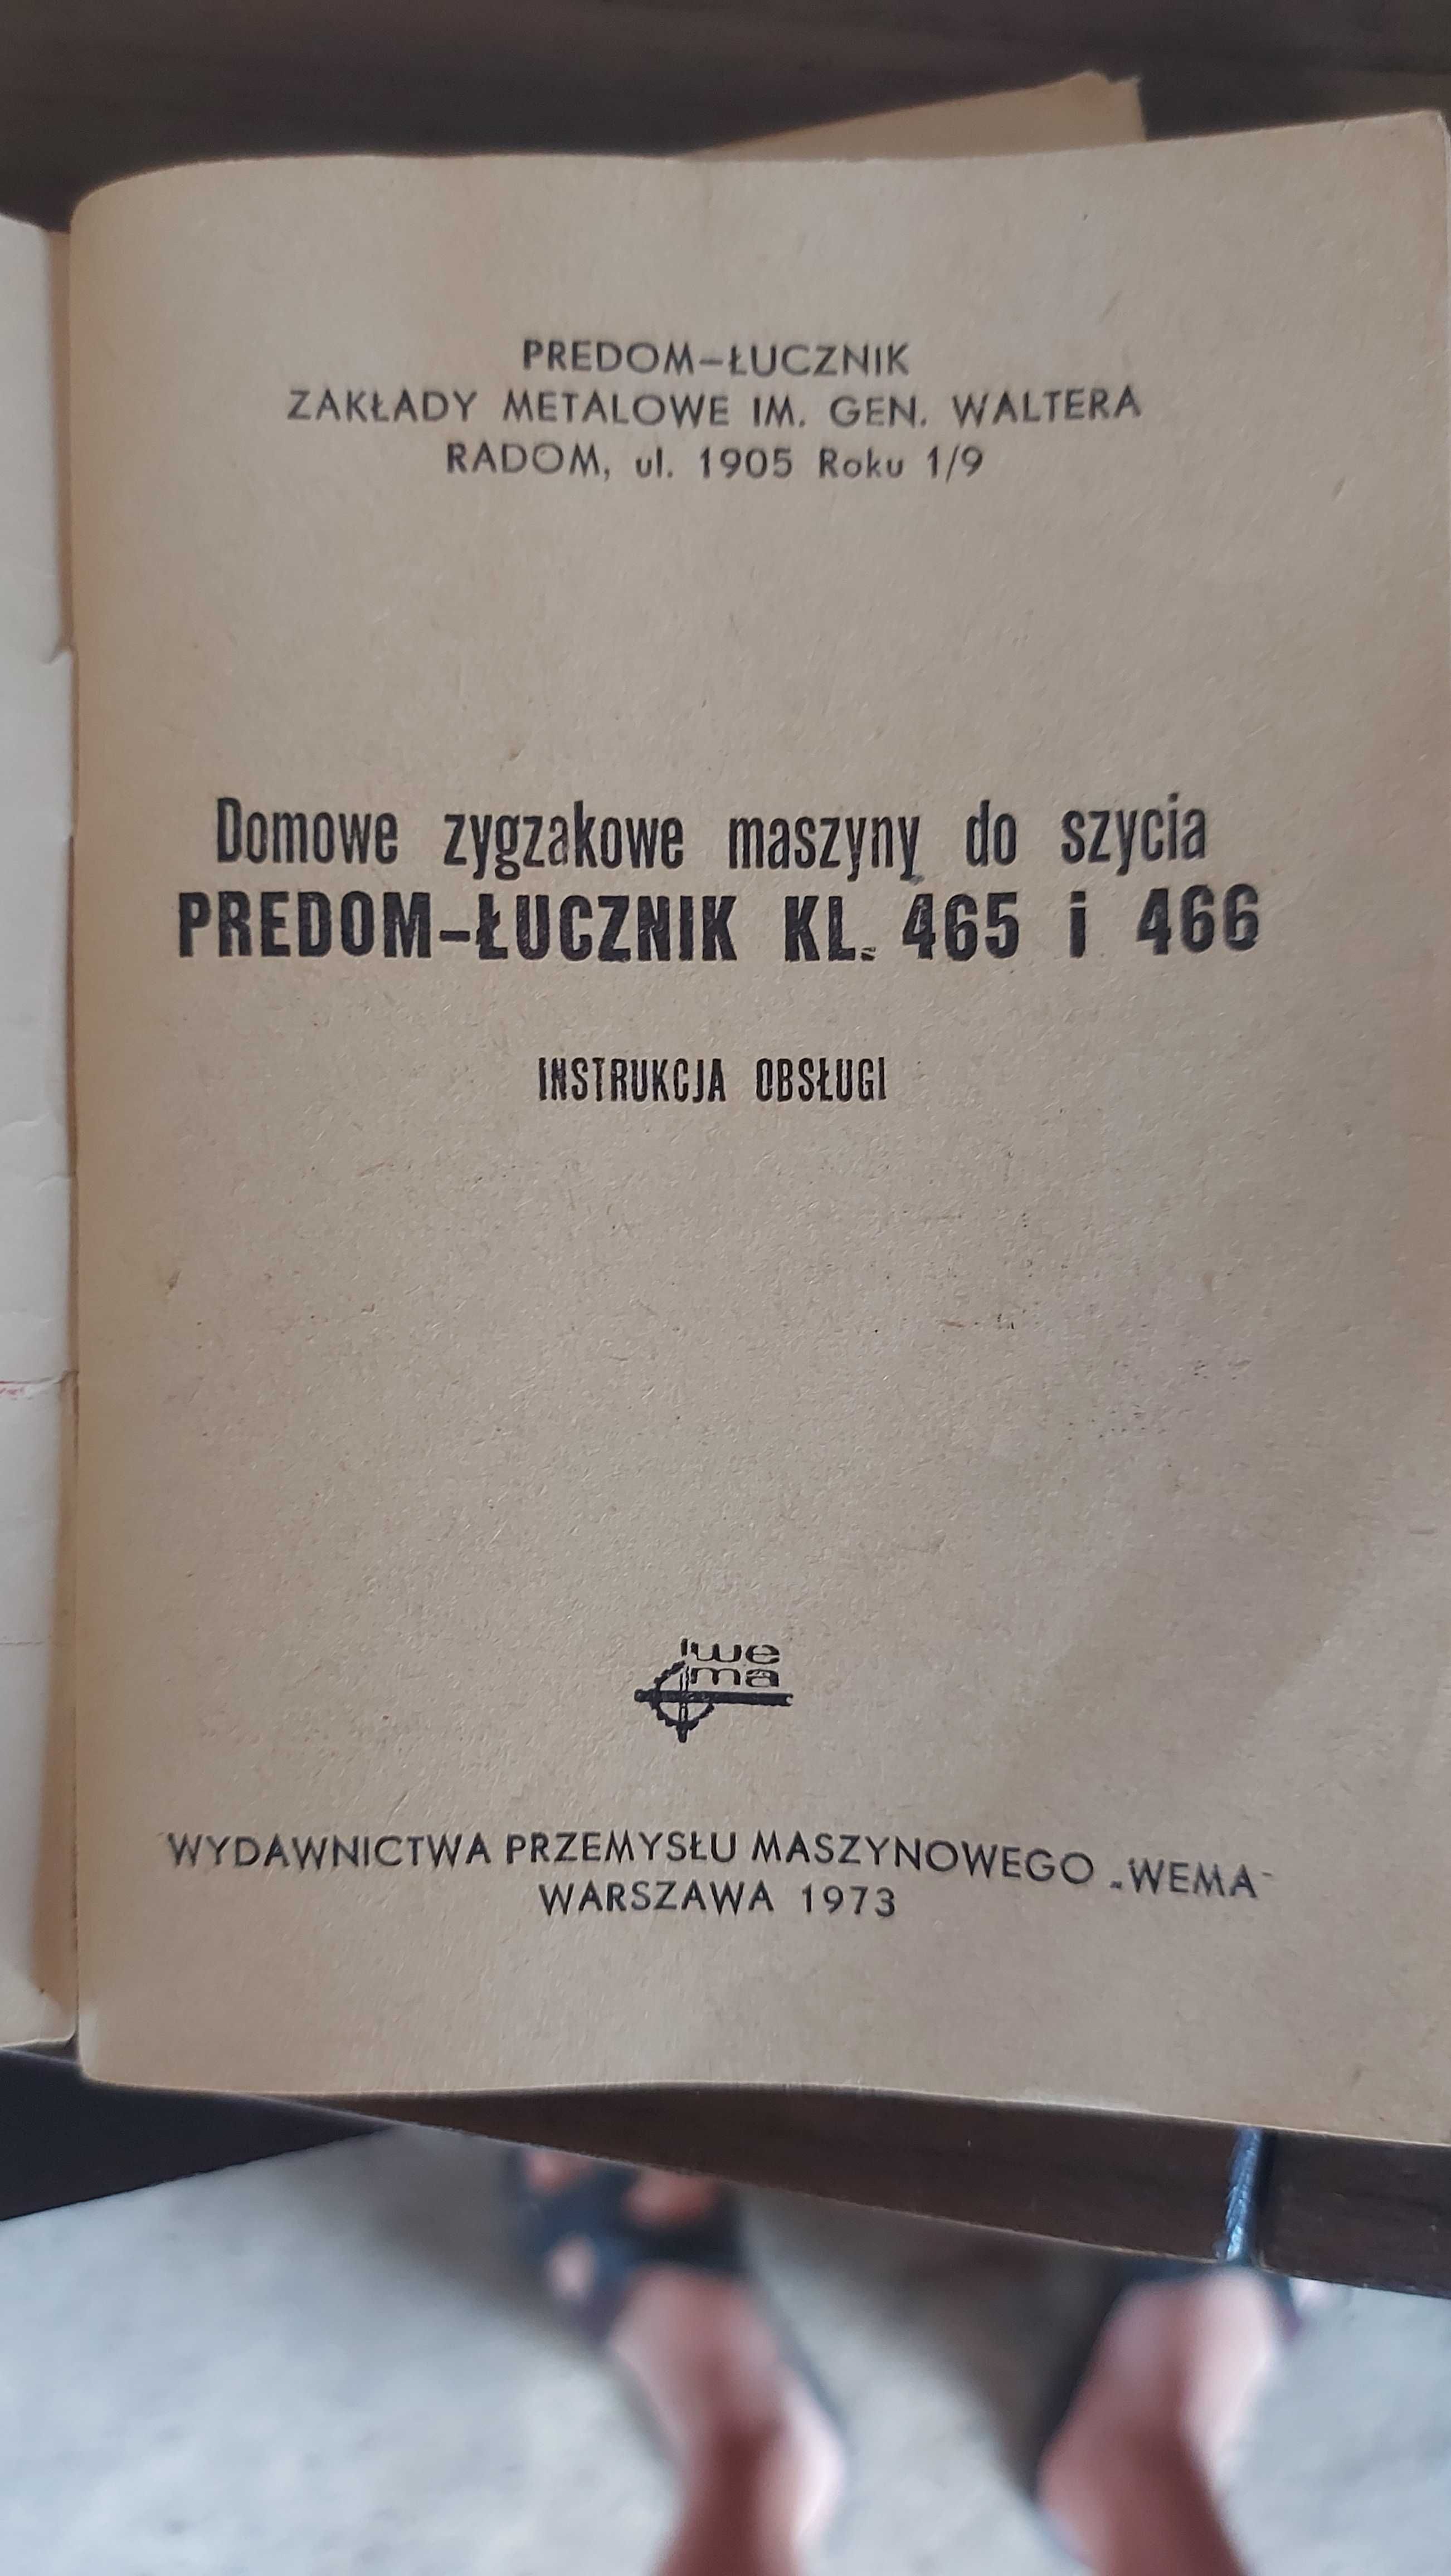 PREDOM–ŁUCZNIK
ZAKŁADY METALOWE IM. GEN. WALTERA
RADOM, ul. 1905 Roku 1/9
Domowe zygzakowe maszyny do szycia
PREDOM–ŁUCZNIK KL. 465 i 466
INSTRUKCJA OBSŁUGI
we
ma
WYDAWNICTWA PRZEMYSŁU MASZYNOWEGO „WEMA"
WARSZAWA 1973